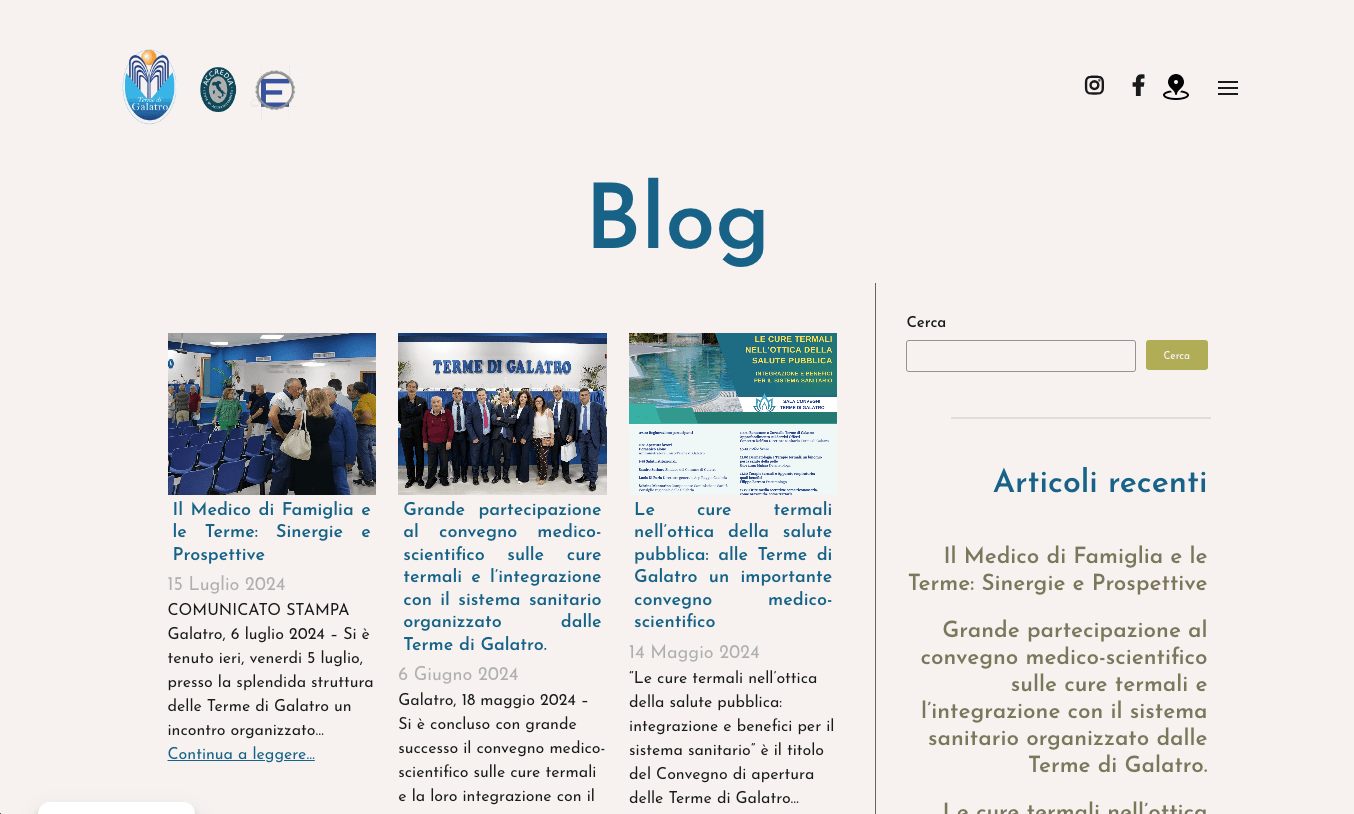 Terme di
Galatro
ACCREDIA
E
Blog
TERME DI GALATRO
LE CURE TERMALI
NELL'OTTICA DELLA
SALUTE PUBBLICA
INTEGRAZIONE E BENEFICI
PER IL SISTEMA SANITARIO
SALA CONVEGNI
TERME DI GALATRO
Il Medico di Famiglia e
le Terme: Sinergie e
Prospettive
15 Luglio 2024
COMUNICATO STAMPA
Galatro, 6 luglio 2024 – Si è
tenuto ieri, venerdi 5 luglio,
presso la splendida struttura
delle Terme di Galatro un
incontro organizzato...
Continua a leggere...
Grande partecipazione
al convegno medico-
scientifico sulle cure
termali e l'integrazione
con il sistema sanitario
organizzato dalle
Terme di Galatro.
6 Giugno 2024
Galatro, 18 maggio 2024 –
Si è concluso con grande
successo il convegno medico-
scientifico sulle cure termali
e la loro integrazione con il
Le cure termali
nell'ottica della salute
pubblica: alle Terme di
Galatro un importante
convegno medico-
scientifico
14 Maggio 2024
"Le cure termali nell'ottica
della salute pubblica:
integrazione e benefici per il
sistema sanitario" è il titolo
del Convegno di apertura
delle Terme di Galatro...
Cerca
Cerca
Articoli recenti
Il Medico di Famiglia e le
Terme: Sinergie e Prospettive
Grande partecipazione al
convegno medico-scientifico
sulle cure termali e
l'integrazione con il sistema
sanitario organizzato dalle
Terme di Galatro.
Le cure termali nell'ottica